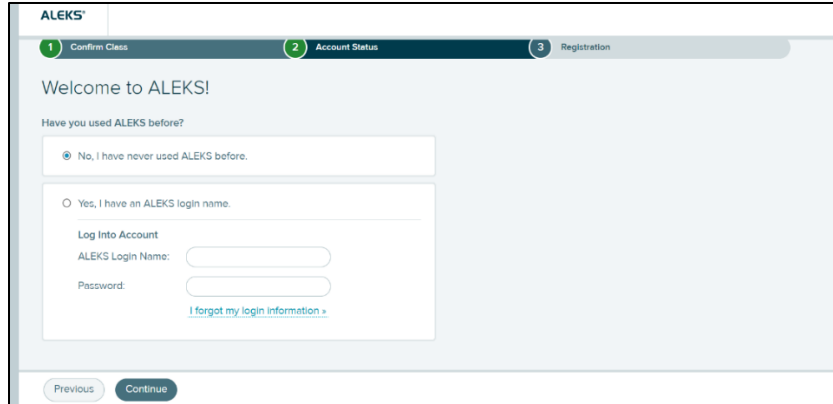 ALEKS®
1 Confirm Class 2 Account Status 3 Registration
Welcome to ALEKS!
Have you used ALEKS before?
No, I have never used ALEKS before.
Yes, I have an ALEKS login name.
Log Into Account
ALEKS Login Name:
Password:
I forgot my login information »
Previous Continue